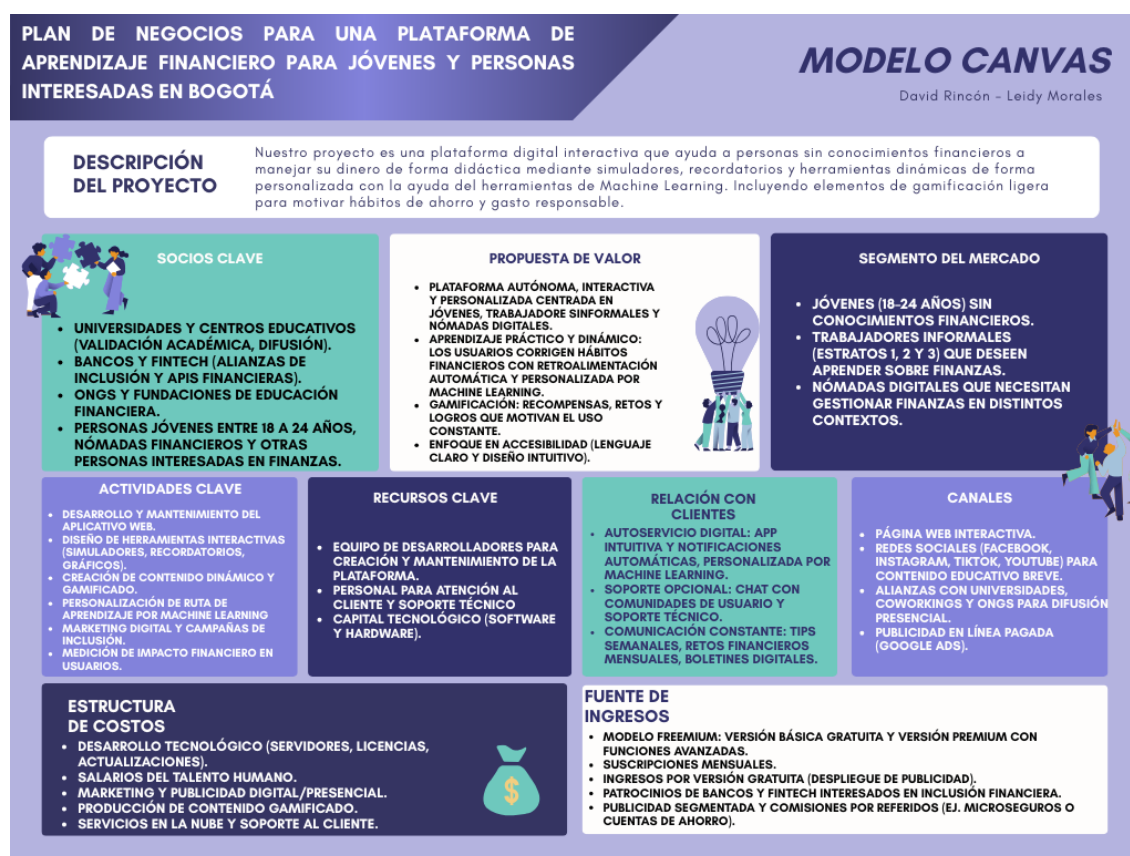 PLAN DE NEGOCIOS PARA UNA PLATAFORMA DE
APRENDIZAJE FINANCIERO PARA JÓVENES Y PERSONAS
INTERESADAS EN BOGOTÁ
MODELO CANVAS
David Rincón - Leidy Morales
DESCRIPCIÓN
DEL PROYECTO
Nuestro proyecto es una plataforma digital interactiva que ayuda a personas sin conocimientos financieros a
manejar su dinero de forma didáctica mediante simuladores, recordatorios y herramientas dinámicas de forma
personalizada con la ayuda del herramientas de Machine Learning. Incluyendo elementos de gamificación ligera
para motivar hábitos de ahorro y gasto responsable.
SOCIOS CLAVE
• UNIVERSIDADES Y CENTROS EDUCATIVOS
(VALIDACIÓN ACADÉMICA, DIFUSIÓN).
• BANCOS Y FINTECH (ALIANZAS DE
INCLUSIÓN Y APIS FINANCIERAS).
• ONGS Y FUNDACIONES DE EDUCACIÓN
FINANCIERA.
• PERSONAS JÓVENES ENTRE 18 A 24 AÑOS,
NÓMADAS FINANCIEROS Y OTRAS
PERSONAS INTERESADAS EN FINANZAS.
PROPUESTA DE VALOR
• PLATAFORMA AUTÓNOMA, INTERACTIVA
Y PERSONALIZADA CENTRADA EN
JÓVENES, TRABAJADORE SINFORMALES Y
NÓMADAS DIGITALES.
• APRENDIZAJE PRÁCTICO Y DINÁMICO:
LOS USUARIOS CORRIGEN HÁBITOS
FINANCIEROS CON RETROALIMENTACIÓN
AUTOMÁTICA Y PERSONALIZADA POR
MACHINE LEARNING.
• GAMIFICACIÓN: RECOMPENSAS, RETOS Y
LOGROS QUE MOTIVAN EL USO
CONSTANTE.
• ENFOQUE EN ACCESIBILIDAD (LENGUAJE
CLARO Y DISEÑO INTUITIVO).
SEGMENTO DEL MERCADO
• JÓVENES (18-24 AÑOS) SIN
CONOCIMIENTOS FINANCIEROS.
• TRABAJADORES INFORMALES
(ESTRATOS 1, 2 Y 3) QUE DESEEN
APRENDER SOBRE FINANZAS.
• NÓMADAS DIGITALES QUE NECESITAN
GESTIONAR FINANZAS EN DISTINTOS
CONTEXTOS.
ACTIVIDADES CLAVE
• DESARROLLO Y MANTENIMIENTO DEL
APLICATIVO WEB.
• DISEÑO DE HERRAMIENTAS INTERACTIVAS
(SIMULADORES, RECORDATORIOS,
GRÁFICOS).
• CREACIÓN DE CONTENIDO DINÁMICO Y
GAMIFICADO.
• PERSONALIZACIÓN DE RUTA DE
APRENDIZAJE POR MACHINE LEARNING
• MARKETING DIGITAL Y CAMPAÑAS DE
INCLUSIÓN.
• MEDICIÓN DE IMPACTO FINANCIERO EN
USUARIOS.
RECURSOS CLAVE
• EQUIPO DE DESARROLLADORES PARA
CREACIÓN Y MANTENIMIENTO DE LA
PLATAFORMA.
• PERSONAL PARA ATENCIÓN AL
CLIENTE Y SOPORTE TÉCNICO
• CAPITAL TECNOLÓGICO (SOFTWARE
Y HARDWARE).
RELACIÓN CON
CLIENTES
• AUTOSERVICIO DIGITAL: APP
INTUITIVA Y NOTIFICACIONES
AUTOMÁTICAS, PERSONALIZADA POR
MACHINE LEARNING.
• SOPORTE OPCIONAL: CHAT CON
COMUNIDADES DE USUARIO Y
SOPORTE TÉCNICO.
• COMUNICACIÓN CONSTANTE: TIPS
SEMANALES, RETOS FINANCIEROS
MENSUALES, BOLETINES DIGITALES.
CANALES
• PÁGINA WEB INTERACTIVA.
• REDES SOCIALES (FACEBOOK,
INSTAGRAM, TIKTOK, YOUTUBE) PARA
CONTENIDO EDUCATIVO BREVE.
• ALIANZAS CON UNIVERSIDADES,
COWORKINGS Y ONGS PARA DIFUSIÓN
PRESENCIAL.
• PUBLICIDAD EN LÍNEA PAGADA
(GOOGLE ADS).
ESTRUCTURA
DE COSTOS
• DESARROLLO TECNOLÓGICO (SERVIDORES, LICENCIAS,
ACTUALIZACIONES).
• SALARIOS DEL TALENTO HUMANO.
• MARKETING Y PUBLICIDAD DIGITAL/PRESENCIAL.
• PRODUCCIÓN DE CONTENIDO GAMIFICADO.
• SERVICIOS EN LA NUBE Y SOPORTE AL CLIENTE.
$
FUENTE DE
INGRESOS
• MODELO FREEMIUM: VERSIÓN BÁSICA GRATUITA Y VERSIÓN PREMIUM CON
FUNCIONES AVANZADAS.
• SUSCRIPCIONES MENSUALES.
• INGRESOS POR VERSIÓN GRATUITA (DESPLIEGUE DE PUBLICIDAD).
• PATROCINIOS DE BANCOS Y FINTECH INTERESADOS EN INCLUSIÓN FINANCIERA.
• PUBLICIDAD SEGMENTADA Y COMISIONES POR REFERIDOS (EJ. MICROSEGUROS O
CUENTAS DE AHORRO).